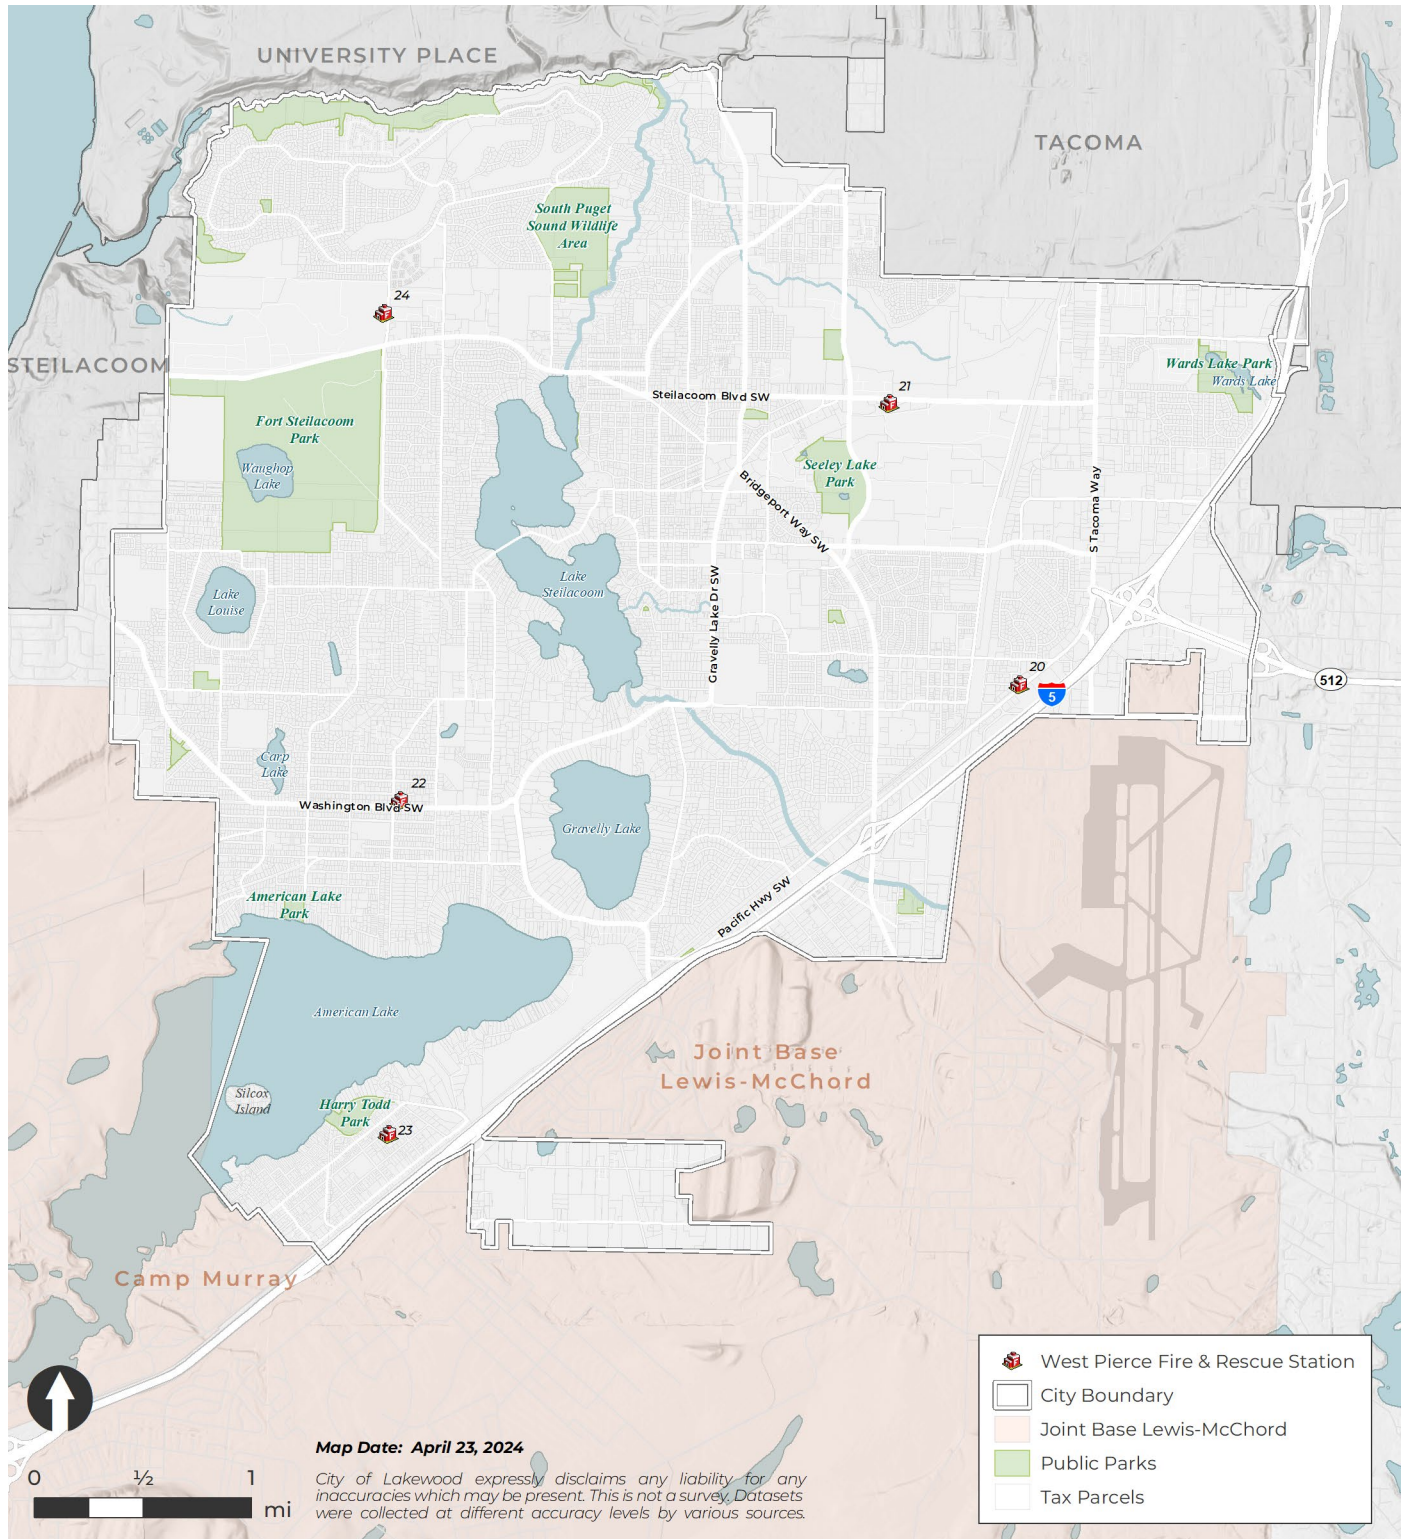 UNIVERSITY PLACE
TACOMA
South Puget
Sound Wildlife
Area
24
STEILACOOM
Wards Lake Park
Wards Lake
21
Steilacoom Blvd SW
Fort Steilacoom
Park
Waughop
Lake
Seeley Lake
Park
Bridgeport Way SW
S Tacoma Way
Lake
Steilacoom
Lake
Louise
Gravelly Lake Dr SW
20
5
512
Carp
Lake
22
Washington Blvd SW
Gravelly Lake
American Lake
Park
Pacific Hwy SW
American Lake
Joint Base
Lewis-McChord
Silcox
Island
Harry Todd
Park
23
Camp Murray
West Pierce Fire & Rescue Station
City Boundary
Joint Base Lewis-McChord
Public Parks
Tax Parcels
0 ½ 1
mi
Map Date: April 23, 2024
City of Lakewood expressly disclaims any liability for any
inaccuracies which may be present. This is not a survey. Datasets
were collected at different accuracy levels by various sources.